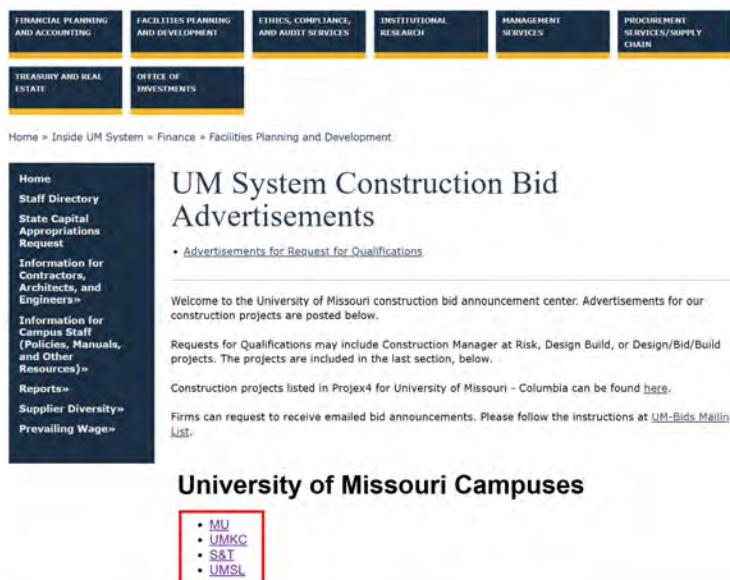 FINANCIAL PLANNING
AND ACCOUNTING
FACILITIES PLANNING
AND DEVELOPMENT
ETHICS, COMPLIANCE,
AND AUDIT SERVICES
INSTITUTIONAL
RESEARCH
MANAGEMENT
SERVICES
PROCUREMENT
SERVICES/SUPPLY
CHAIN
TREASURY AND REAL
ESTATE
OFFICE OF
INVESTMENTS
Home » Inside UM System » Finance » Facilities Planning and Development
Home
Staff Directory
State Capital
Appropriations
Request
Information for
Contractors,
Architects, and
Engineers»
Information for
Campus Staff
(Policies, Manuals,
and Other
Resources)»
Reports»
Supplier Diversity»
Prevailing Wage»
UM System Construction Bid
Advertisements
• Advertisements for Request for Qualifications
Welcome to the University of Missouri construction bid announcement center. Advertisements for our
construction projects are posted below.
Requests for Qualifications may include Construction Manager at Risk, Design Build, or Design/Bid/Build
projects. The projects are included in the last section, below.
Construction projects listed in Projex4 for University of Missouri - Columbia can be found here.
Firms can request to receive emailed bid announcements. Please follow the instructions at UM-Bids Mailin
List.
University of Missouri Campuses
• MU
• UMKC
• S&T
• UMSL